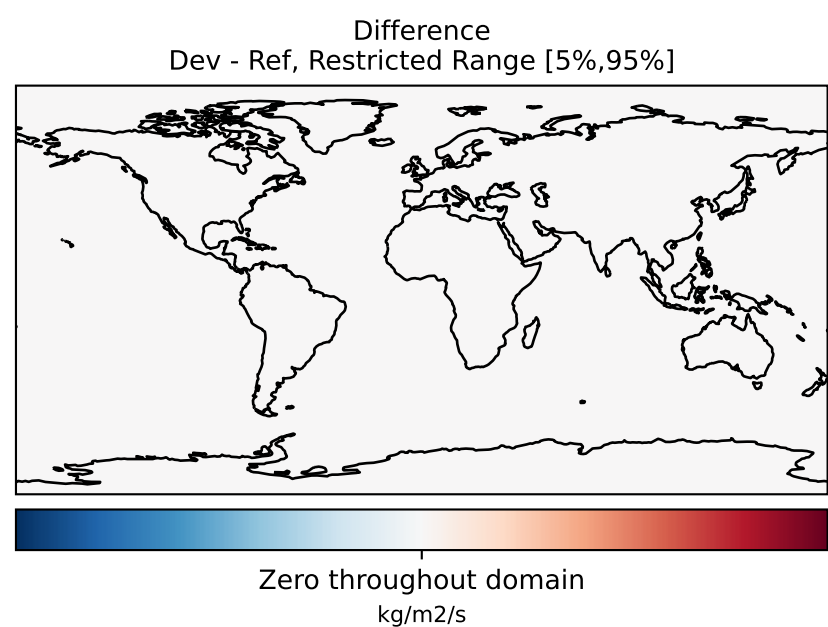 Difference
Dev - Ref, Restricted Range [5%,95%]
Zero throughout domain
kg/m2/s